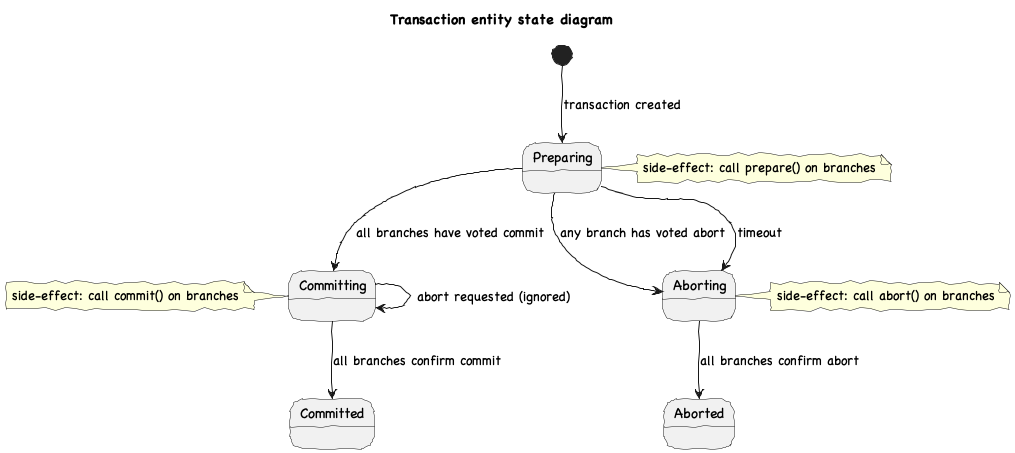 Transaction entity state diagram
transaction created
Preparing
side-effect: call prepare() on branches
all branches have voted commit
any branch has voted abort
timeout
side-effect: call commit() on branches
Committing
abort requested (ignored)
Aborting
side-effect: call abort() on branches
all branches confirm commit
all branches confirm abort
Committed
Aborted